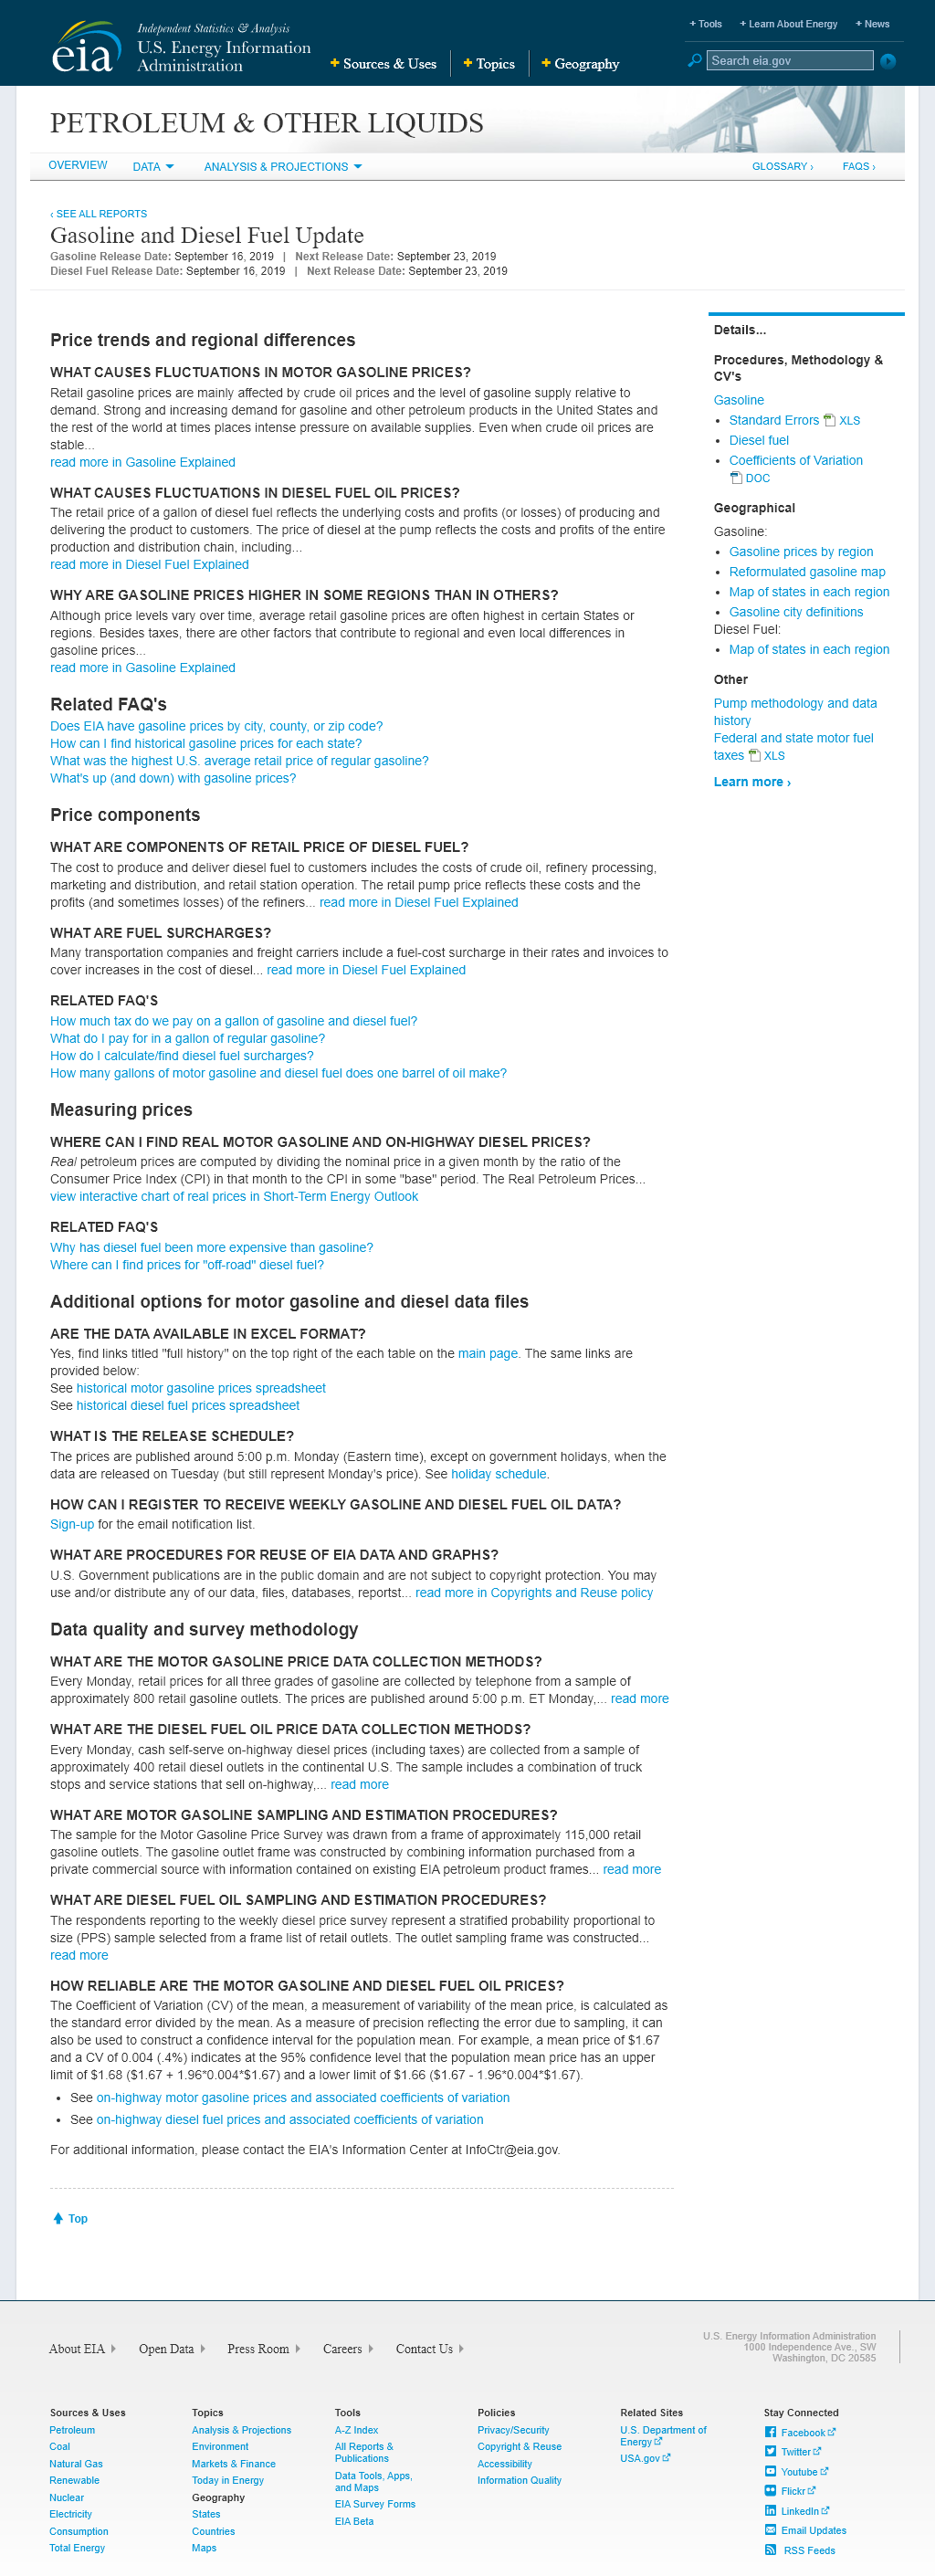 Independent Statistics & Analysis
U.S. Energy Information
Administration
eia
+ Sources & Uses
+ Topics
+ Geography
+ Tools
+ Learn About Energy
+ News
Search eia.gov
PETROLEUM & OTHER LIQUIDS
OVERVIEW
DATA
ANALYSIS & PROJECTIONS
GLOSSARY ›
FAQS ›
‹ SEE ALL REPORTS
Gasoline and Diesel Fuel Update
Gasoline Release Date: September 16, 2019 | Next Release Date: September 23, 2019
Diesel Fuel Release Date: September 16, 2019 | Next Release Date: September 23, 2019
Price trends and regional differences
WHAT CAUSES FLUCTUATIONS IN MOTOR GASOLINE PRICES?
Retail gasoline prices are mainly affected by crude oil prices and the level of gasoline supply relative to
demand. Strong and increasing demand for gasoline and other petroleum products in the United States and
the rest of the world at times places intense pressure on available supplies. Even when crude oil prices are
stable...
read more in Gasoline Explained
WHAT CAUSES FLUCTUATIONS IN DIESEL FUEL OIL PRICES?
The retail price of a gallon of diesel fuel reflects the underlying costs and profits (or losses) of producing and
delivering the product to customers. The price of diesel at the pump reflects the costs and profits of the entire
production and distribution chain, including...
read more in Diesel Fuel Explained
WHY ARE GASOLINE PRICES HIGHER IN SOME REGIONS THAN IN OTHERS?
Although price levels vary over time, average retail gasoline prices are often highest in certain States or
regions. Besides taxes, there are other factors that contribute to regional and even local differences in
gasoline prices...
read more in Gasoline Explained
Related FAQ's
Does EIA have gasoline prices by city, county, or zip code?
How can I find historical gasoline prices for each state?
What was the highest U.S. average retail price of regular gasoline?
What's up (and down) with gasoline prices?
Price components
WHAT ARE COMPONENTS OF RETAIL PRICE OF DIESEL FUEL?
The cost to produce and deliver diesel fuel to customers includes the costs of crude oil, refinery processing,
marketing and distribution, and retail station operation. The retail pump price reflects these costs and the
profits (and sometimes losses) of the refiners... read more in Diesel Fuel Explained
WHAT ARE FUEL SURCHARGES?
Many transportation companies and freight carriers include a fuel-cost surcharge in their rates and invoices to
cover increases in the cost of diesel... read more in Diesel Fuel Explained
RELATED FAQ'S
How much tax do we pay on a gallon of gasoline and diesel fuel?
What do I pay for in a gallon of regular gasoline?
How do I calculate/find diesel fuel surcharges?
How many gallons of motor gasoline and diesel fuel does one barrel of oil make?
Measuring prices
WHERE CAN I FIND REAL MOTOR GASOLINE AND ON-HIGHWAY DIESEL PRICES?
Real petroleum prices are computed by dividing the nominal price in a given month by the ratio of the
Consumer Price Index (CPI) in that month to the CPI in some "base" period. The Real Petroleum Prices...
view interactive chart of real prices in Short-Term Energy Outlook
RELATED FAQ'S
Why has diesel fuel been more expensive than gasoline?
Where can I find prices for "off-road" diesel fuel?
Additional options for motor gasoline and diesel data files
ARE THE DATA AVAILABLE IN EXCEL FORMAT?
Yes, find links titled "full history" on the top right of the each table on the main page. The same links are
provided below:
See historical motor gasoline prices spreadsheet
See historical diesel fuel prices spreadsheet
WHAT IS THE RELEASE SCHEDULE?
The prices are published around 5:00 p.m. Monday (Eastern time), except on government holidays, when the
data are released on Tuesday (but still represent Monday's price). See holiday schedule.
HOW CAN I REGISTER TO RECEIVE WEEKLY GASOLINE AND DIESEL FUEL OIL DATA?
Sign-up for the email notification list.
WHAT ARE PROCEDURES FOR REUSE OF EIA DATA AND GRAPHS?
U.S. Government publications are in the public domain and are not subject to copyright protection. You may
use and/or distribute any of our data, files, databases, reportst... read more in Copyrights and Reuse policy
Data quality and survey methodology
WHAT ARE THE MOTOR GASOLINE PRICE DATA COLLECTION METHODS?
Every Monday, retail prices for all three grades of gasoline are collected by telephone from a sample of
approximately 800 retail gasoline outlets. The prices are published around 5:00 p.m. ET Monday,... read more
WHAT ARE THE DIESEL FUEL OIL PRICE DATA COLLECTION METHODS?
Every Monday, cash self-serve on-highway diesel prices (including taxes) are collected from a sample of
approximately 400 retail diesel outlets in the continental U.S. The sample includes a combination of truck
stops and service stations that sell on-highway,... read more
WHAT ARE MOTOR GASOLINE SAMPLING AND ESTIMATION PROCEDURES?
The sample for the Motor Gasoline Price Survey was drawn from a frame of approximately 115,000 retail
gasoline outlets. The gasoline outlet frame was constructed by combining information purchased from a
private commercial source with information contained on existing EIA petroleum product frames... read more
WHAT ARE DIESEL FUEL OIL SAMPLING AND ESTIMATION PROCEDURES?
The respondents reporting to the weekly diesel price survey represent a stratified probability proportional to
size (PPS) sample selected from a frame list of retail outlets. The outlet sampling frame was constructed...
read more
HOW RELIABLE ARE THE MOTOR GASOLINE AND DIESEL FUEL OIL PRICES?
The Coefficient of Variation (CV) of the mean, a measurement of variability of the mean price, is calculated as
the standard error divided by the mean. As a measure of precision reflecting the error due to sampling, it can
also be used to construct a confidence interval for the population mean. For example, a mean price of $1.67
and a CV of 0.004 (.4%) indicates at the 95% confidence level that the population mean price has an upper
limit of $1.68 ($1.67 + 1.96*0.004*$1.67) and a lower limit of $1.66 ($1.67 - 1.96*0.004*$1.67).
• See on-highway motor gasoline prices and associated coefficients of variation
• See on-highway diesel fuel prices and associated coefficients of variation
For additional information, please contact the EIA's Information Center at InfoCtr@eia.gov.
Top
Details...
Procedures, Methodology &
CV's
Gasoline
• Standard Errors XLS
• Diesel fuel
• Coefficients of Variation
DOC
Geographical
Gasoline:
• Gasoline prices by region
• Reformulated gasoline map
• Map of states in each region
• Gasoline city definitions
Diesel Fuel:
• Map of states in each region
Other
Pump methodology and data
history
Federal and state motor fuel
taxes XLS
Learn more ›
About EIA
Open Data
Press Room
Careers
Contact Us
U.S. Energy Information Administration
1000 Independence Ave., SW
Washington, DC 20585
Sources & Uses
Petroleum
Coal
Natural Gas
Renewable
Nuclear
Electricity
Consumption
Total Energy
Topics
Analysis & Projections
Environment
Markets & Finance
Today in Energy
Geography
States
Countries
Maps
Tools
A-Z Index
All Reports &
Publications
Data Tools, Apps,
and Maps
EIA Survey Forms
EIA Beta
Policies
Privacy/Security
Copyright & Reuse
Accessibility
Information Quality
Related Sites
U.S. Department of
Energy
USA.gov
Stay Connected
Facebook
Twitter
Youtube
Flickr
LinkedIn
Email Updates
RSS Feeds